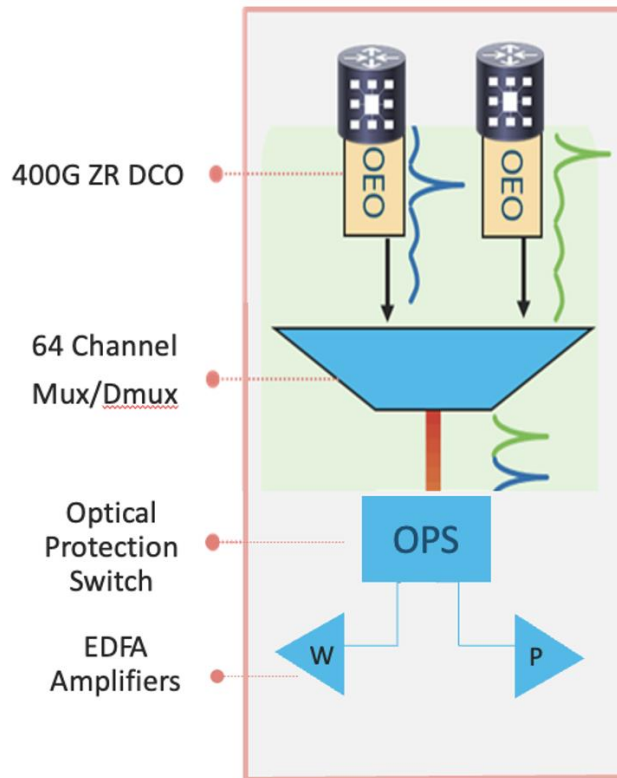 400G ZR DCO
OEO
OEO
64 Channel
Mux/Dmux
Optical
Protection
Switch
OPS
EDFA
Amplifiers
W
P